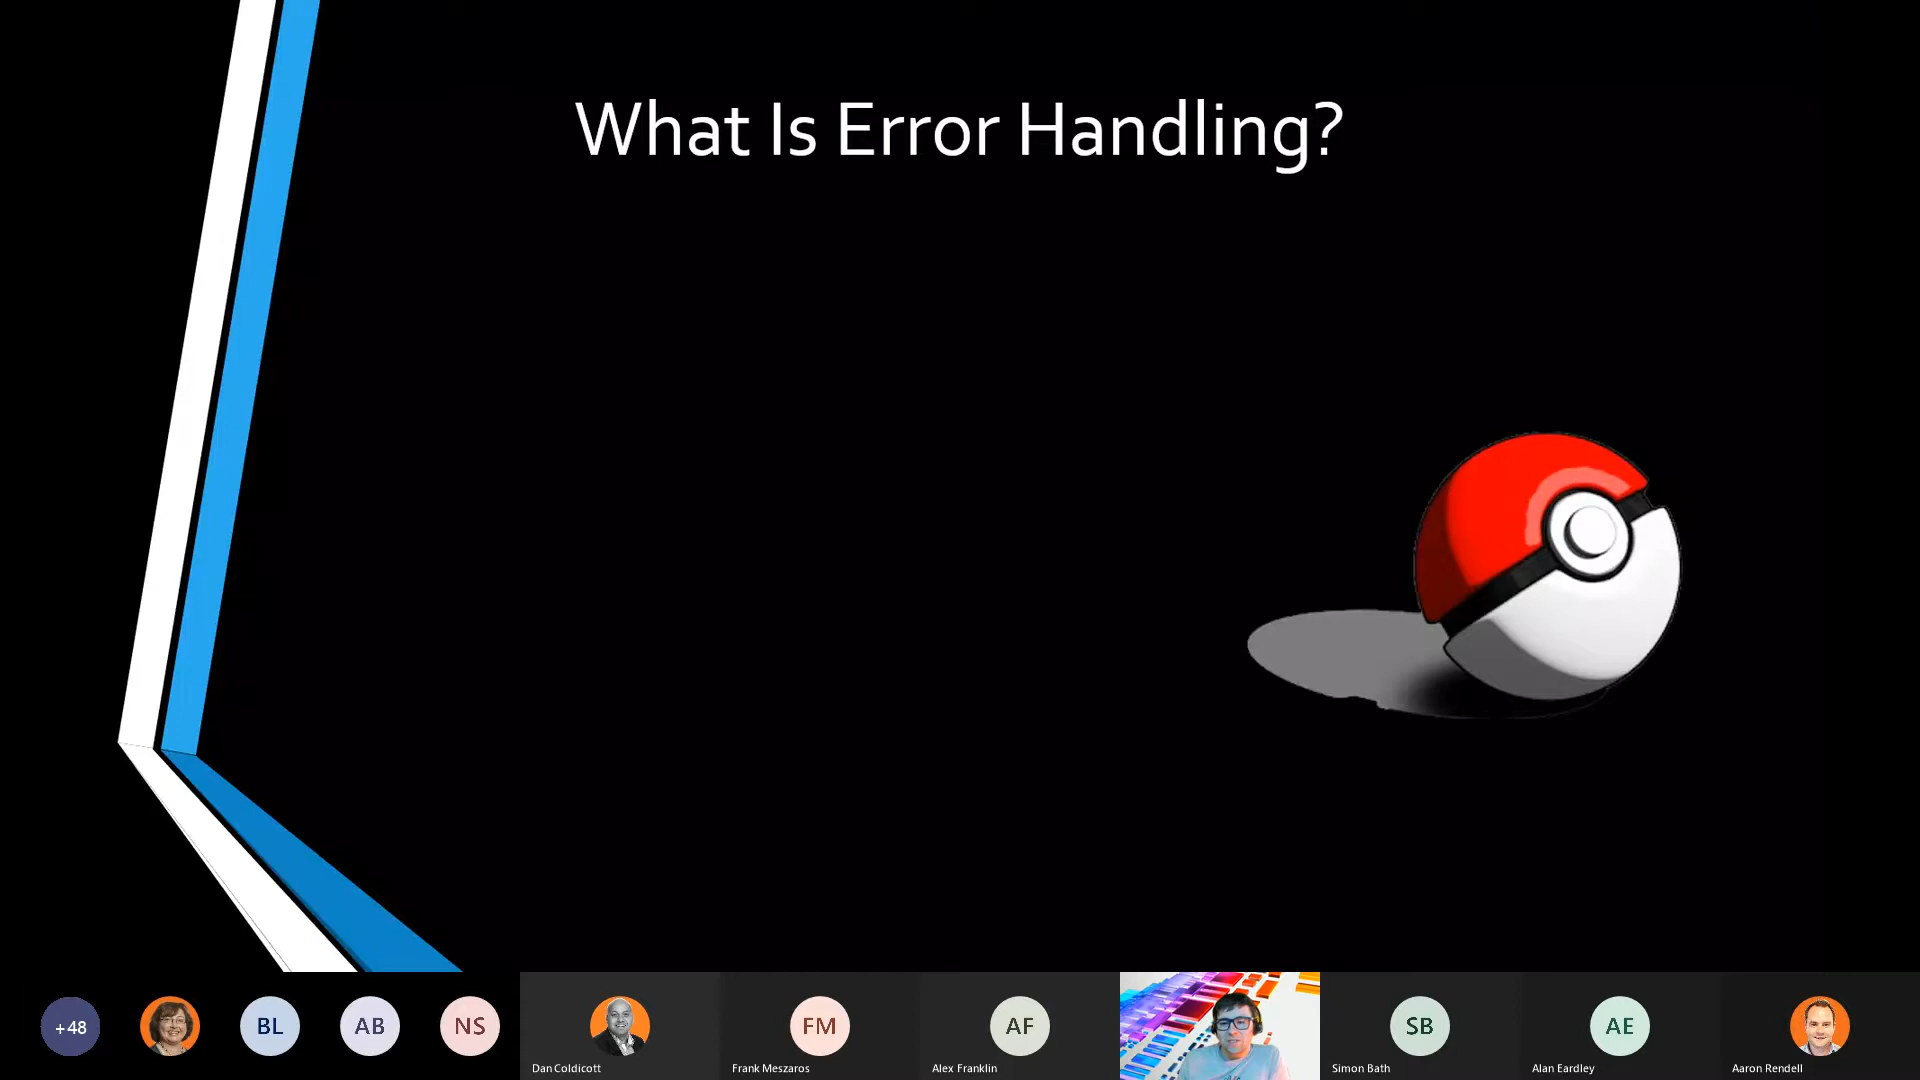 What Is Error Handling?
+48
BL
AB
NS
Dan Coldicott
FM
Frank Meszaros
AF
Alex Franklin
SB
Simon Bath
AE
Alan Eardley
Aaron Rendell